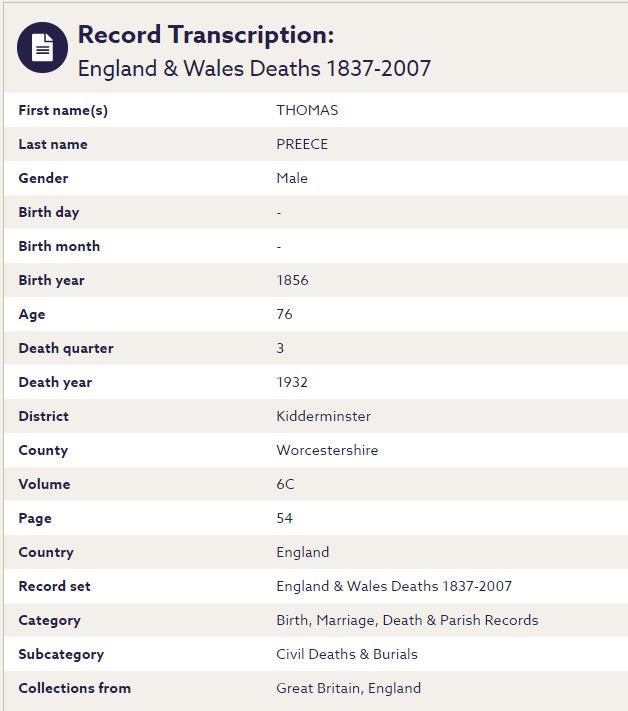 Record Transcription:
England & Wales Deaths 1837-2007
First name(s) THOMAS
Last name PREECE
Gender Male
Birth day -
Birth month -
Birth year 1856
Age 76
Death quarter 3
Death year 1932
District Kidderminster
County Worcestershire
Volume 6C
Page 54
Country England
Record set England & Wales Deaths 1837-2007
Category Birth, Marriage, Death & Parish Records
Subcategory Civil Deaths & Burials
Collections from Great Britain, England